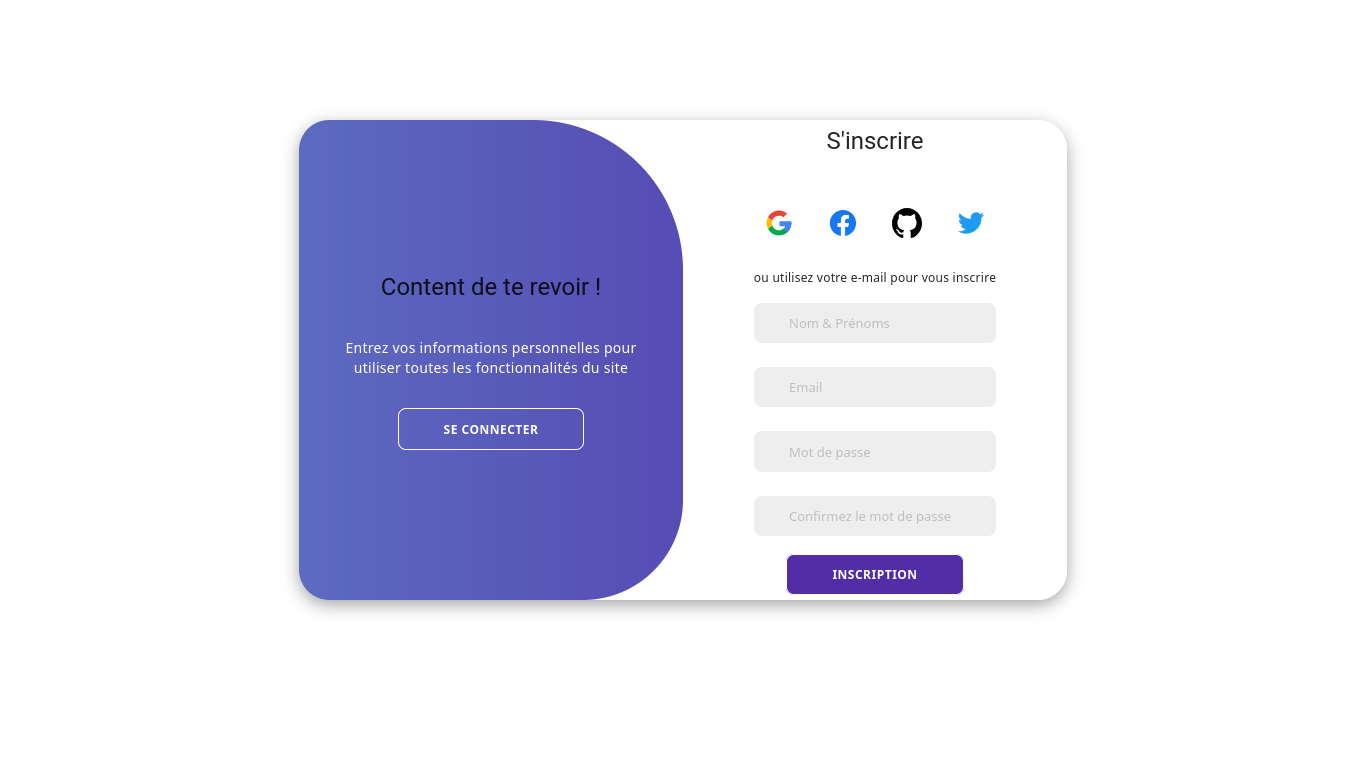 Content de te revoir !
Entrez vos informations personnelles pour
utiliser toutes les fonctionnalités du site
SE CONNECTER
S'inscrire
ou utilisez votre e-mail pour vous inscrire
Nom & Prénoms
Email
Mot de passe
Confirmez le mot de passe
INSCRIPTION